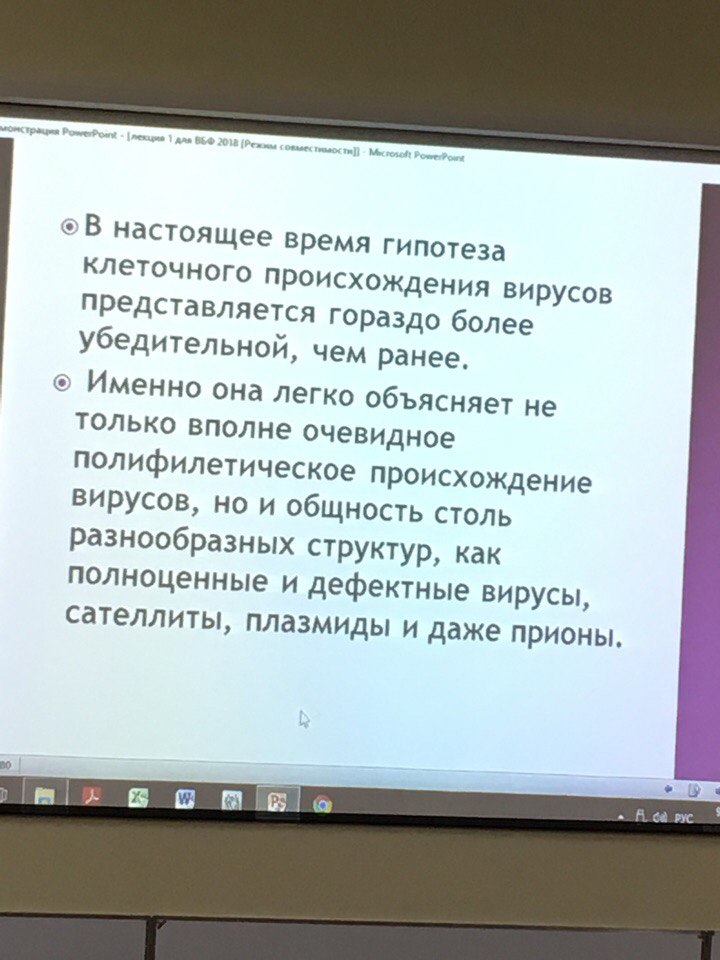 монстрация PowerPoint - [лекция 1 для ВБФ 2018 [Режим совместимости]] - Microsoft PowerPoint
В настоящее время гипотеза
клеточного происхождения вирусов
представляется гораздо более
убедительной, чем ранее.
Именно она легко объясняет не
только вполне очевидное
полифилетическое происхождение
вирусов, но и общность столь
разнообразных структур, как
полноценные и дефектные вирусы,
сателлиты, плазмиды и даже прионы.
РУС